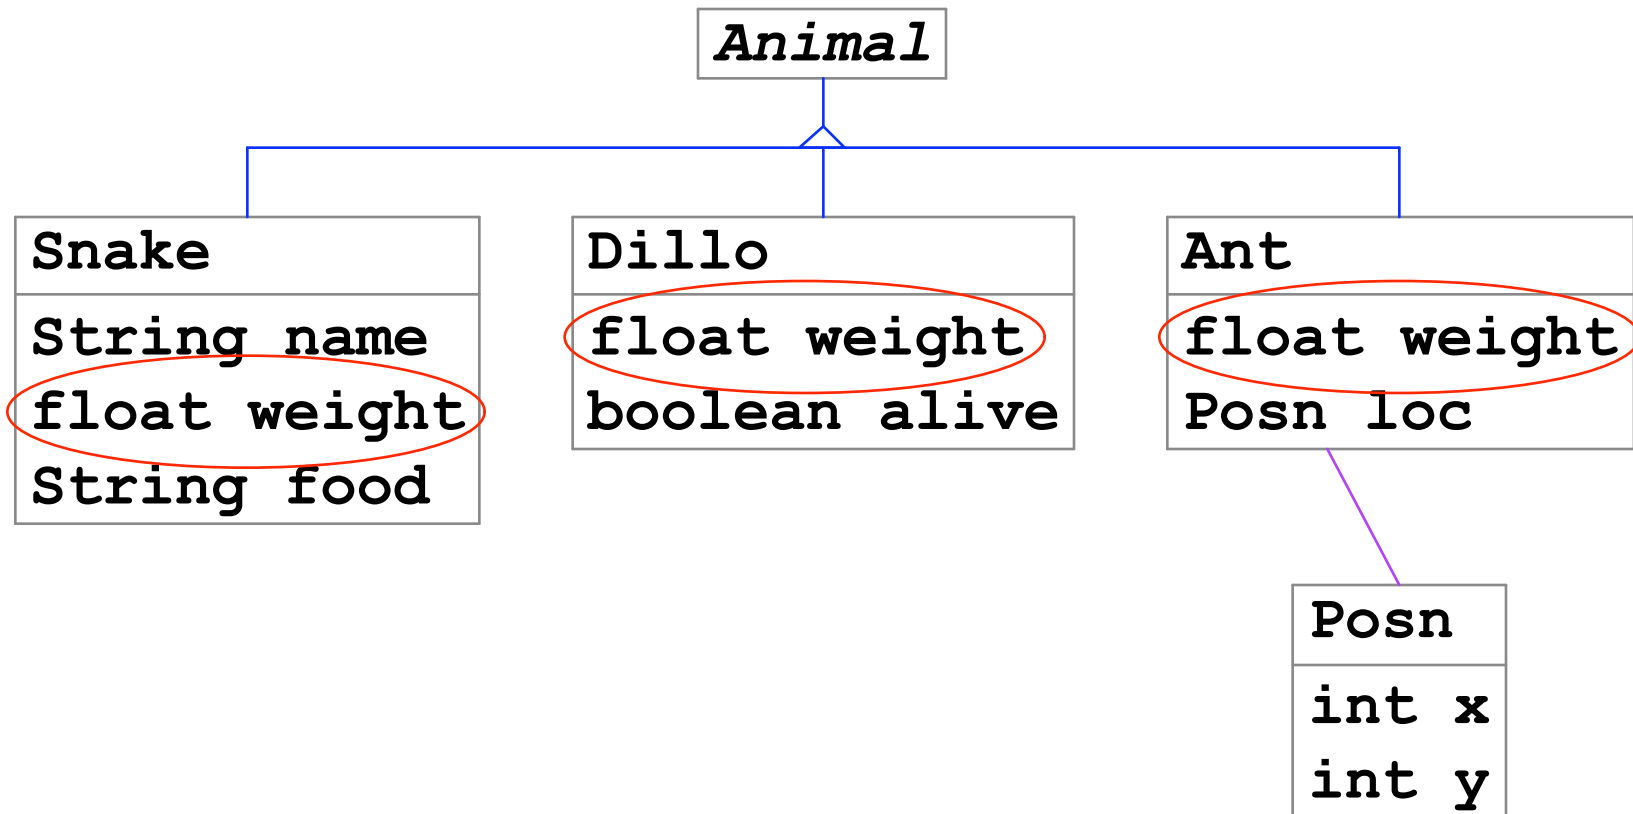 Animal
Snake
String name
float weight
String food
Dillo
float weight
boolean alive
Ant
float weight
Posn loc
Posn
int x
int y